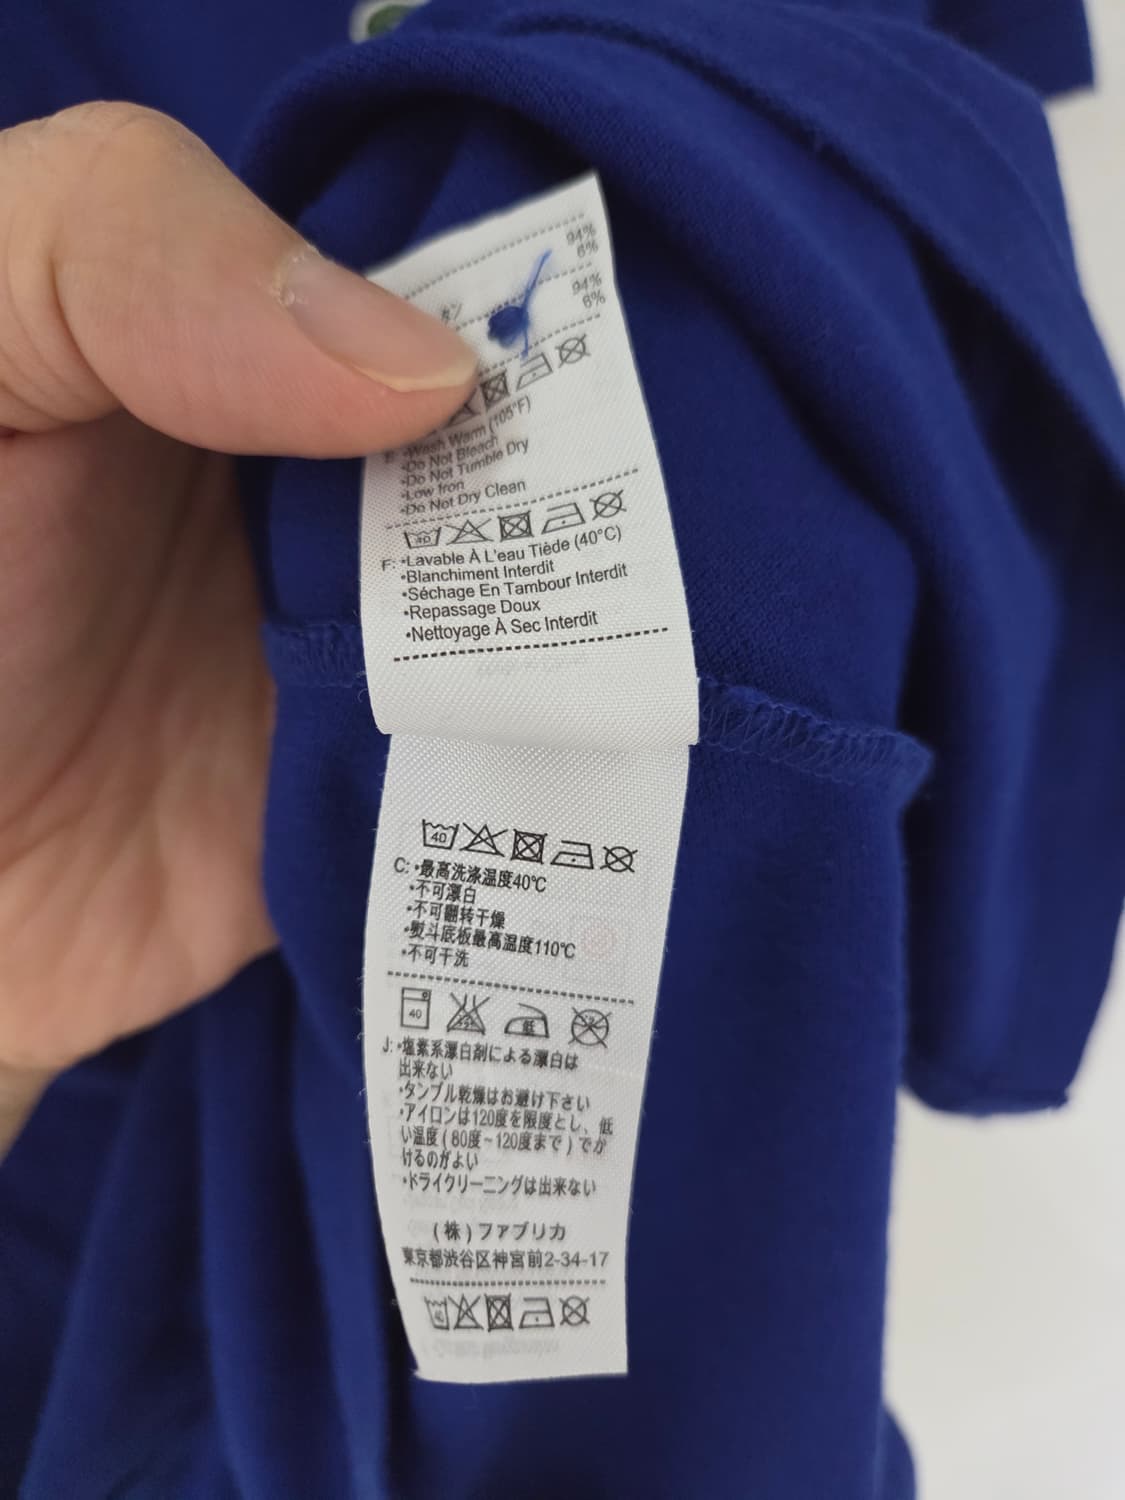 94%
6%
94%
6%
•Wash Warm (105°F)
•Do Not Bleach
•Do Not Tumble Dry
•Low Iron
•Do Not Dry Clean
40
F: •Lavable À L'eau Tiède (40°C)
•Blanchiment Interdit
•Séchage En Tambour Interdit
•Repassage Doux
•Nettoyage À Sec Interdit
40
C: •最高洗涤温度40℃
•不可漂白
•不可翻转干燥
•熨斗底板最高温度110℃
•不可干洗
40 低
J: •塩素系漂白剤による漂白は
出来ない
•タンブル乾燥はお避け下さい
•アイロンは120度を限度とし、低
い温度(80度~120度まで)でか
けるのがよい
•ドライクリーニングは出来ない
(株)ファブリカ
東京都渋谷区神宮前2-34-17
40